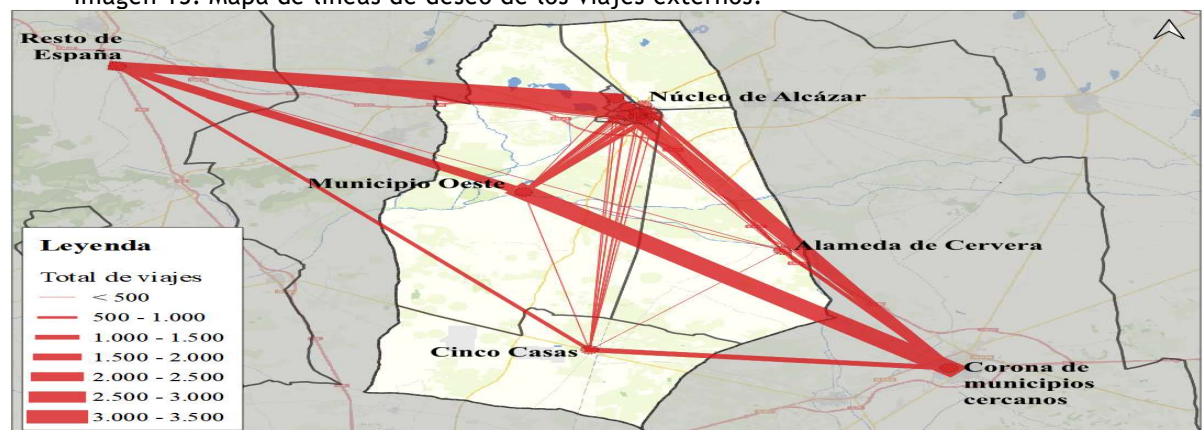 Imagen 15. Mapa de líneas de deseo de los viajes externos.
Resto de
España
Núcleo de Alcázar
Municipio Oeste
Alameda de Cervera
Leyenda
Total de viajes
< 500
500 - 1.000
1.000 - 1.500
1.500 - 2.000
2.000 - 2.500
2.500 - 3.000
3.000 - 3.500
Cinco Casas
Corona de
municipios
cercanos